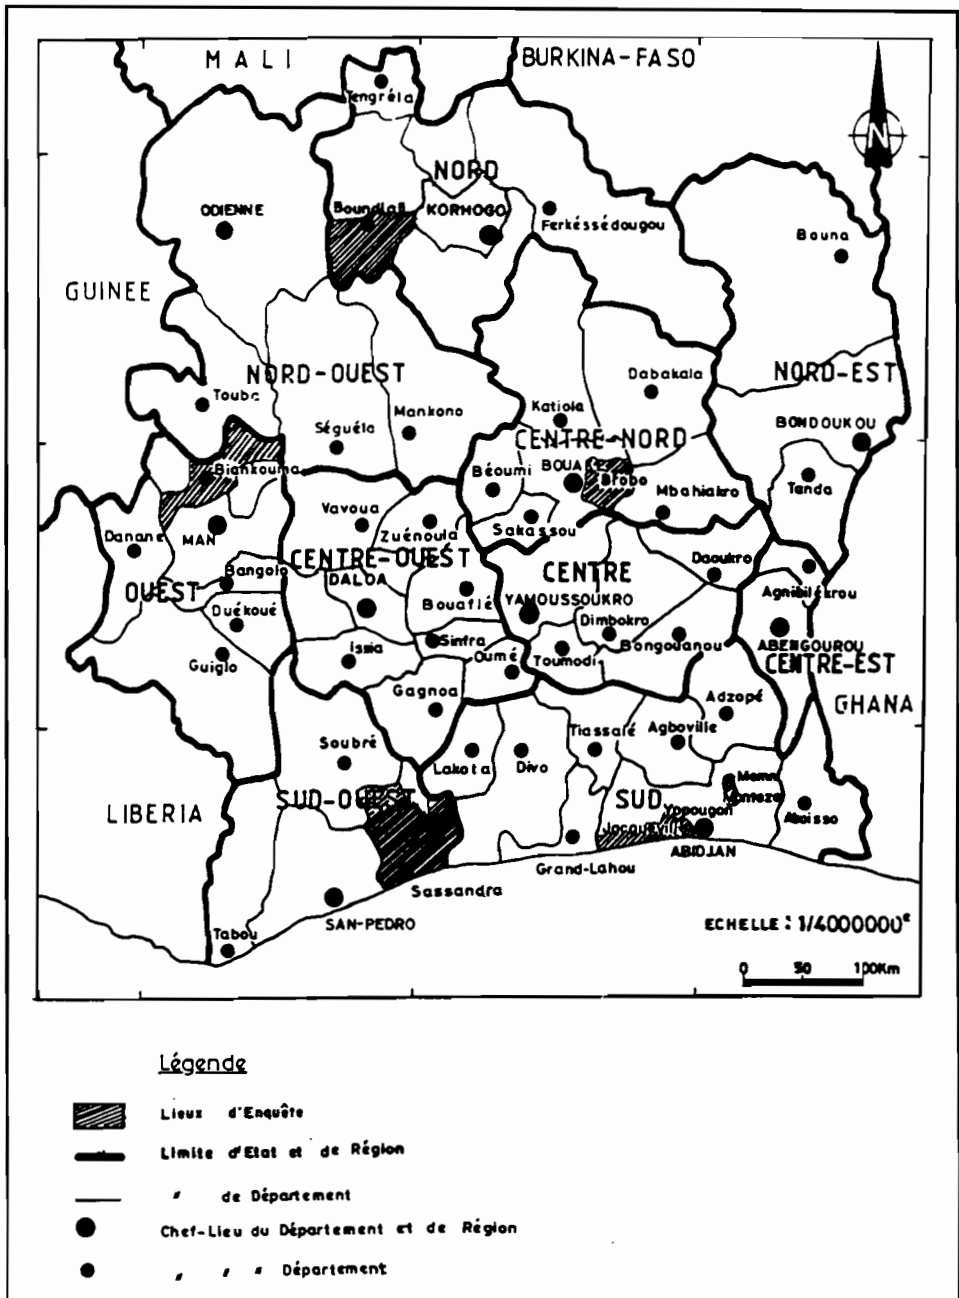 MALI
BURKINA-FASO
Tengréla
N
NORD
Boundiali
KORHOGO
ODIENNE
Ferkéssédougou
Bouna
GUINEE
NORD-OUEST
Dabakala
NORD-EST
Touba
Mankono
Katiola
Séguéla
CENTRE-NORD
BONDOUKOU
Biankouma
Béoumi
BOUAKE
Brobo
Mbahiakro
Tanda
Vavoua
Zuénoula
Sakassou
Danané
MAN
CENTRE-OUEST
Daoukro
Bangolo
DALOA
CENTRE
OUEST
Bouaflé
YAMOUSSOUKRO
Agnibilékrou
Duékoué
Dimbokro
Sinfra
Bongouanou
ABENGOUROU
Issia
Oumé
Toumodi
CENTRE-EST
Guiglo
Gagnoa
Adzopé
GHANA
Tiassalé
Agboville
Soubré
Lakota
Divo
SUD-OUEST
SUD
Memni
Montezo
LIBERIA
Yopougon
Aboisso
Jacqueville
ABIDJAN
Grand-Lahou
Sassandra
SAN-PEDRO
Tabou
ECHELLE : 1/4000000e
0 50 100Km
Légende
Lieux d'Enquête
Limite d'Etat et de Région
" de Département
Chef-Lieu du Département et de Région
" " " Département